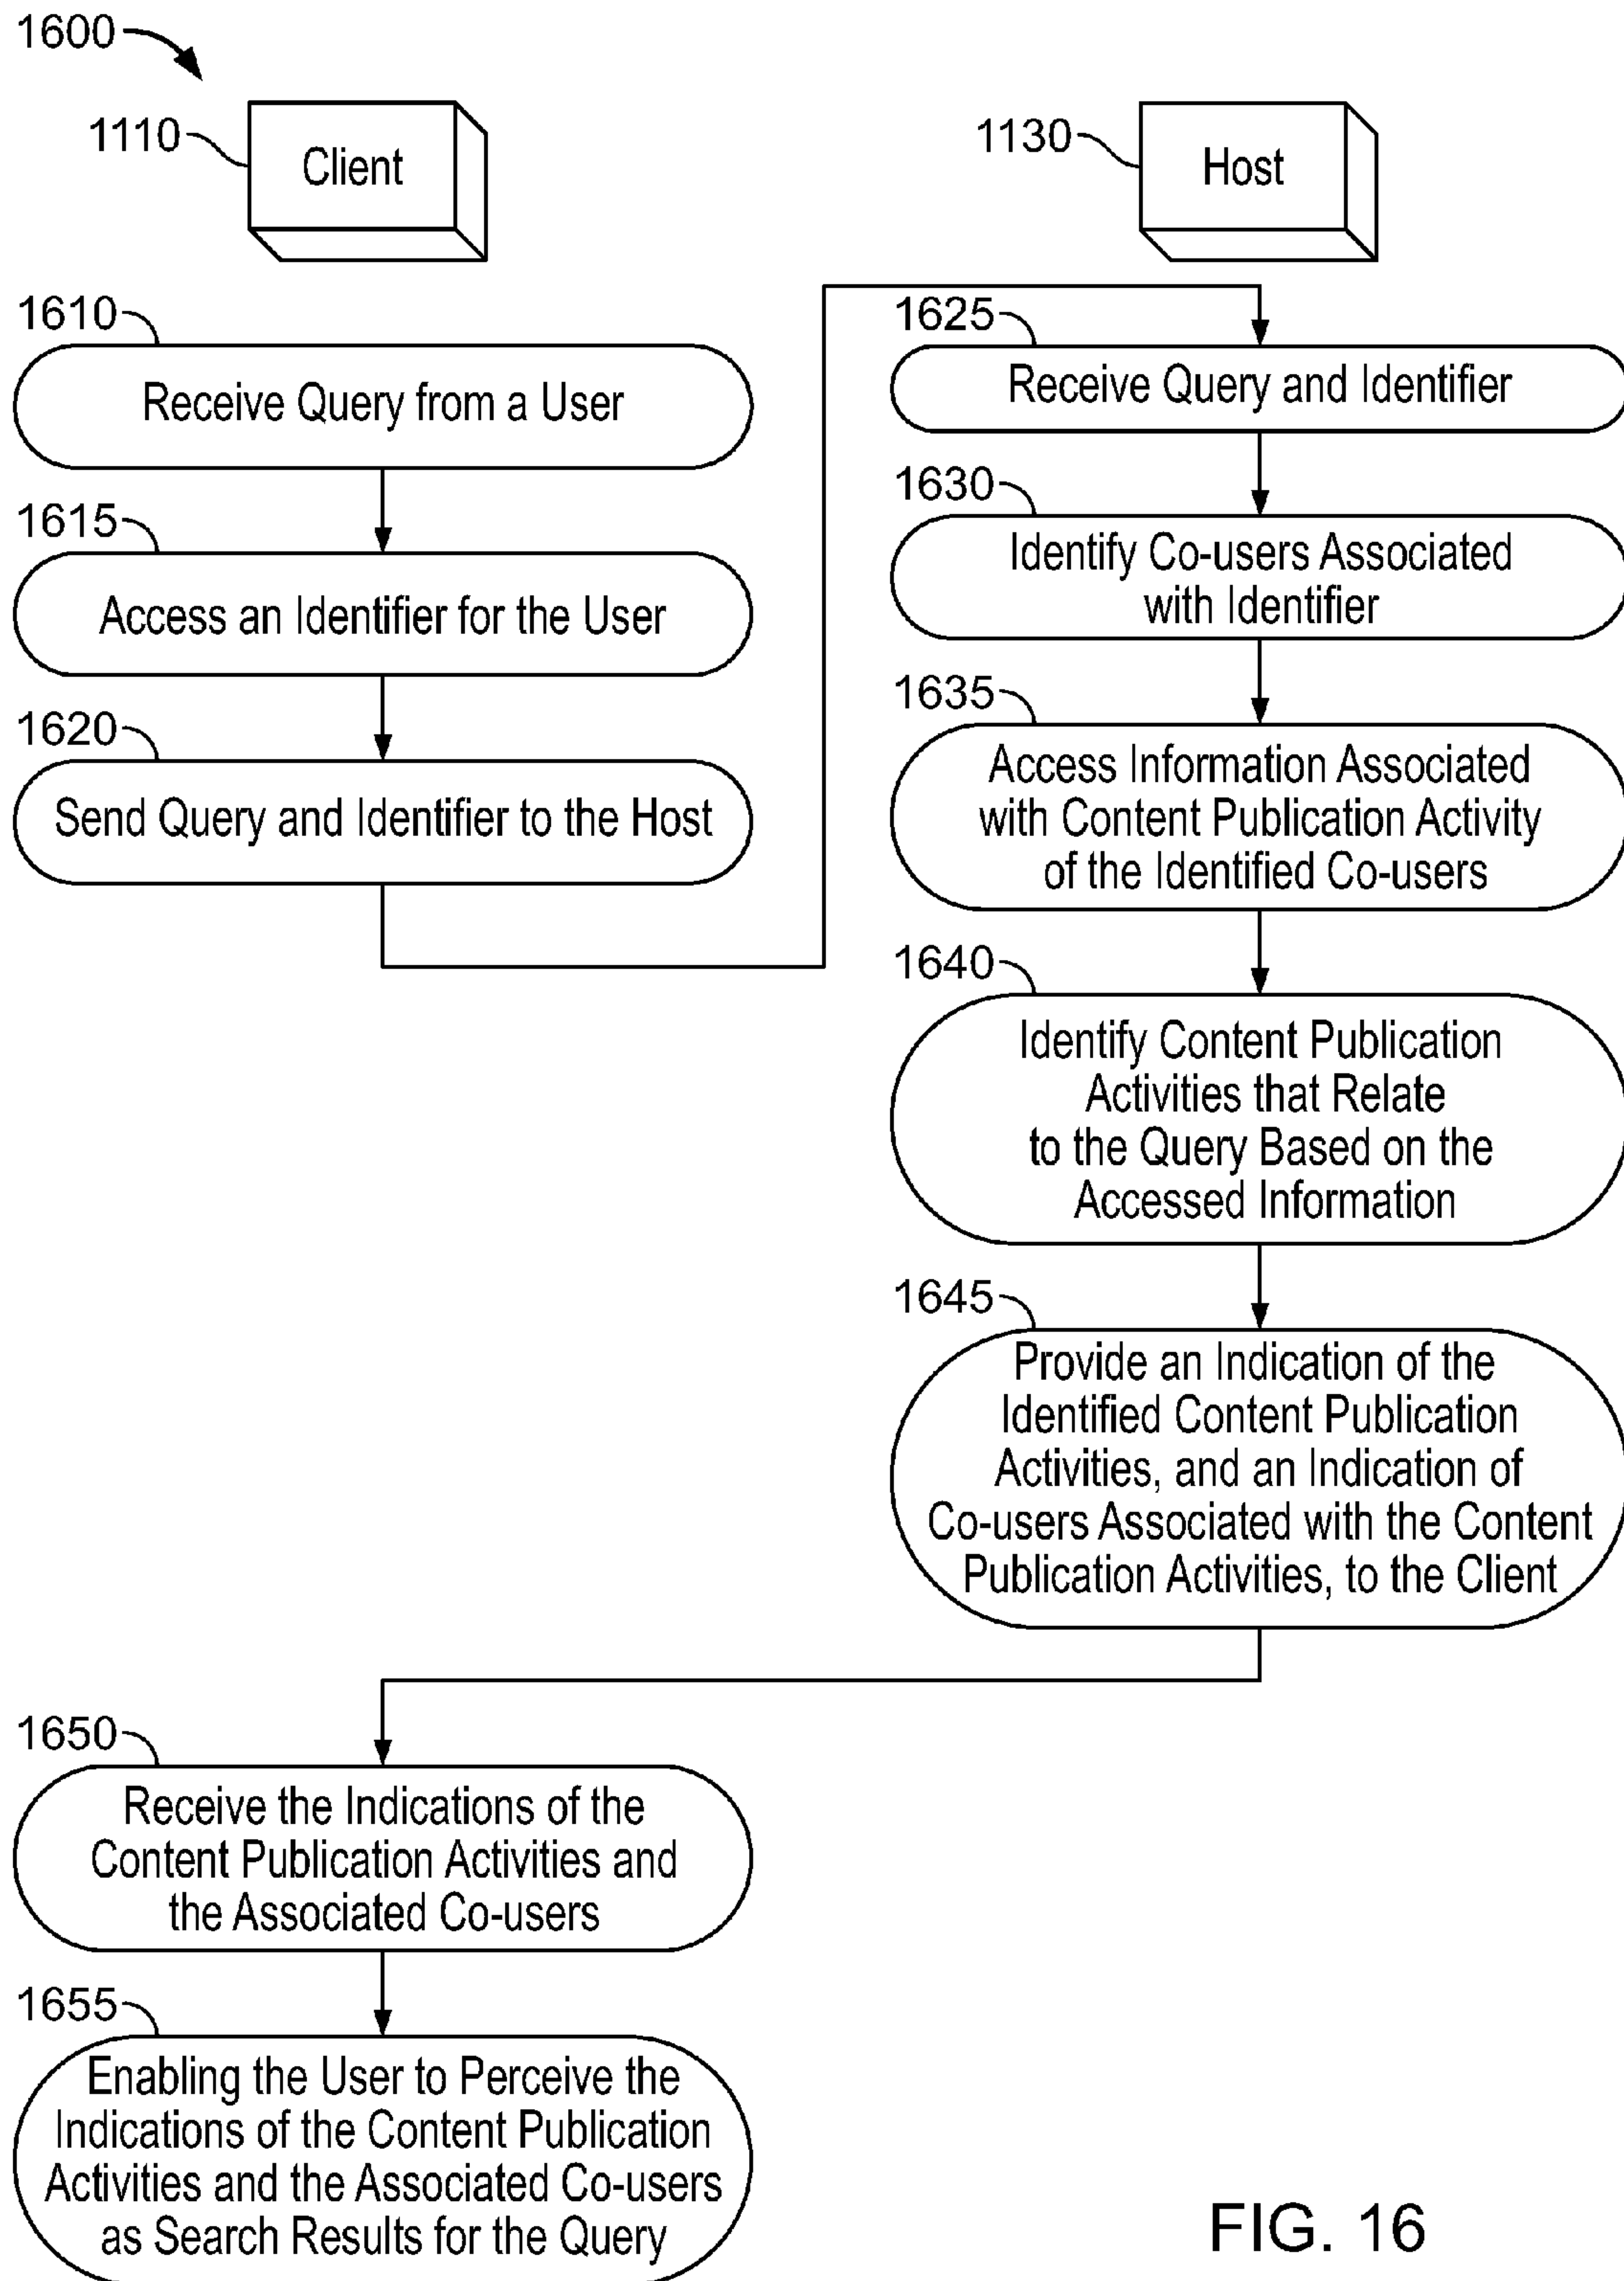 1600
1110
Client
1130
Host
1610
Receive Query from a User
1615
Access an Identifier for the User
1620
Send Query and Identifier to the Host
1625
Receive Query and Identifier
1630
Identify Co-users Associated
with Identifier
1635
Access Information Associated
with Content Publication Activity
of the Identified Co-users
1640
Identify Content Publication
Activities that Relate
to the Query Based on the
Accessed Information
1645
Provide an Indication of the
Identified Content Publication
Activities, and an Indication of
Co-users Associated with the Content
Publication Activities, to the Client
1650
Receive the Indications of the
Content Publication Activities and
the Associated Co-users
1655
Enabling the User to Perceive the
Indications of the Content Publication
Activities and the Associated Co-users
as Search Results for the Query
FIG. 16